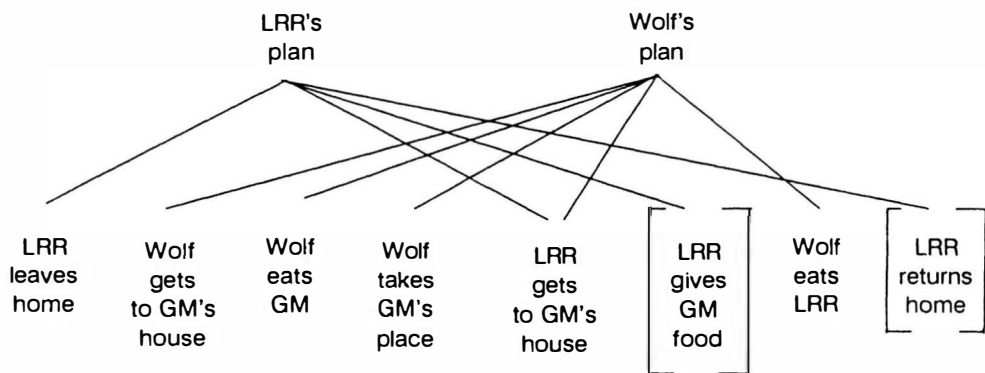 LRR's
plan
Wolf's
plan
LRR
leaves
home
Wolf
gets
to GM's
house
Wolf
eats
GM
Wolf
takes
GM's
place
LRR
gets
to GM's
house
LRR
gives
GM
food
Wolf
eats
LRR
LRR
returns
home